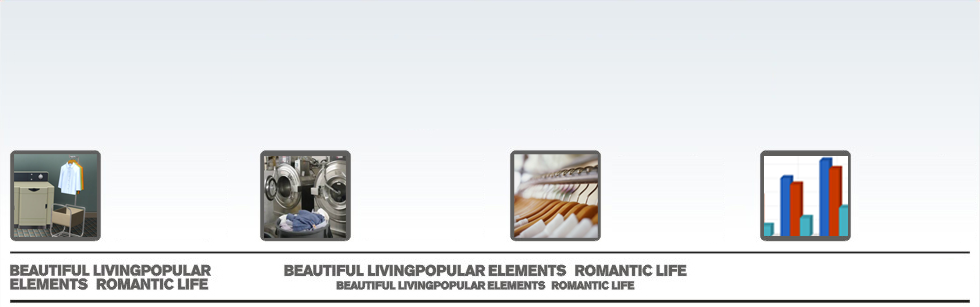 BEAUTIFUL LIVINGPOPULAR
ELEMENTS ROMANTIC LIFE
BEAUTIFUL LIVINGPOPULAR ELEMENTS ROMANTIC LIFE
BEAUTIFUL LIVINGPOPULAR ELEMENTS ROMANTIC LIFE